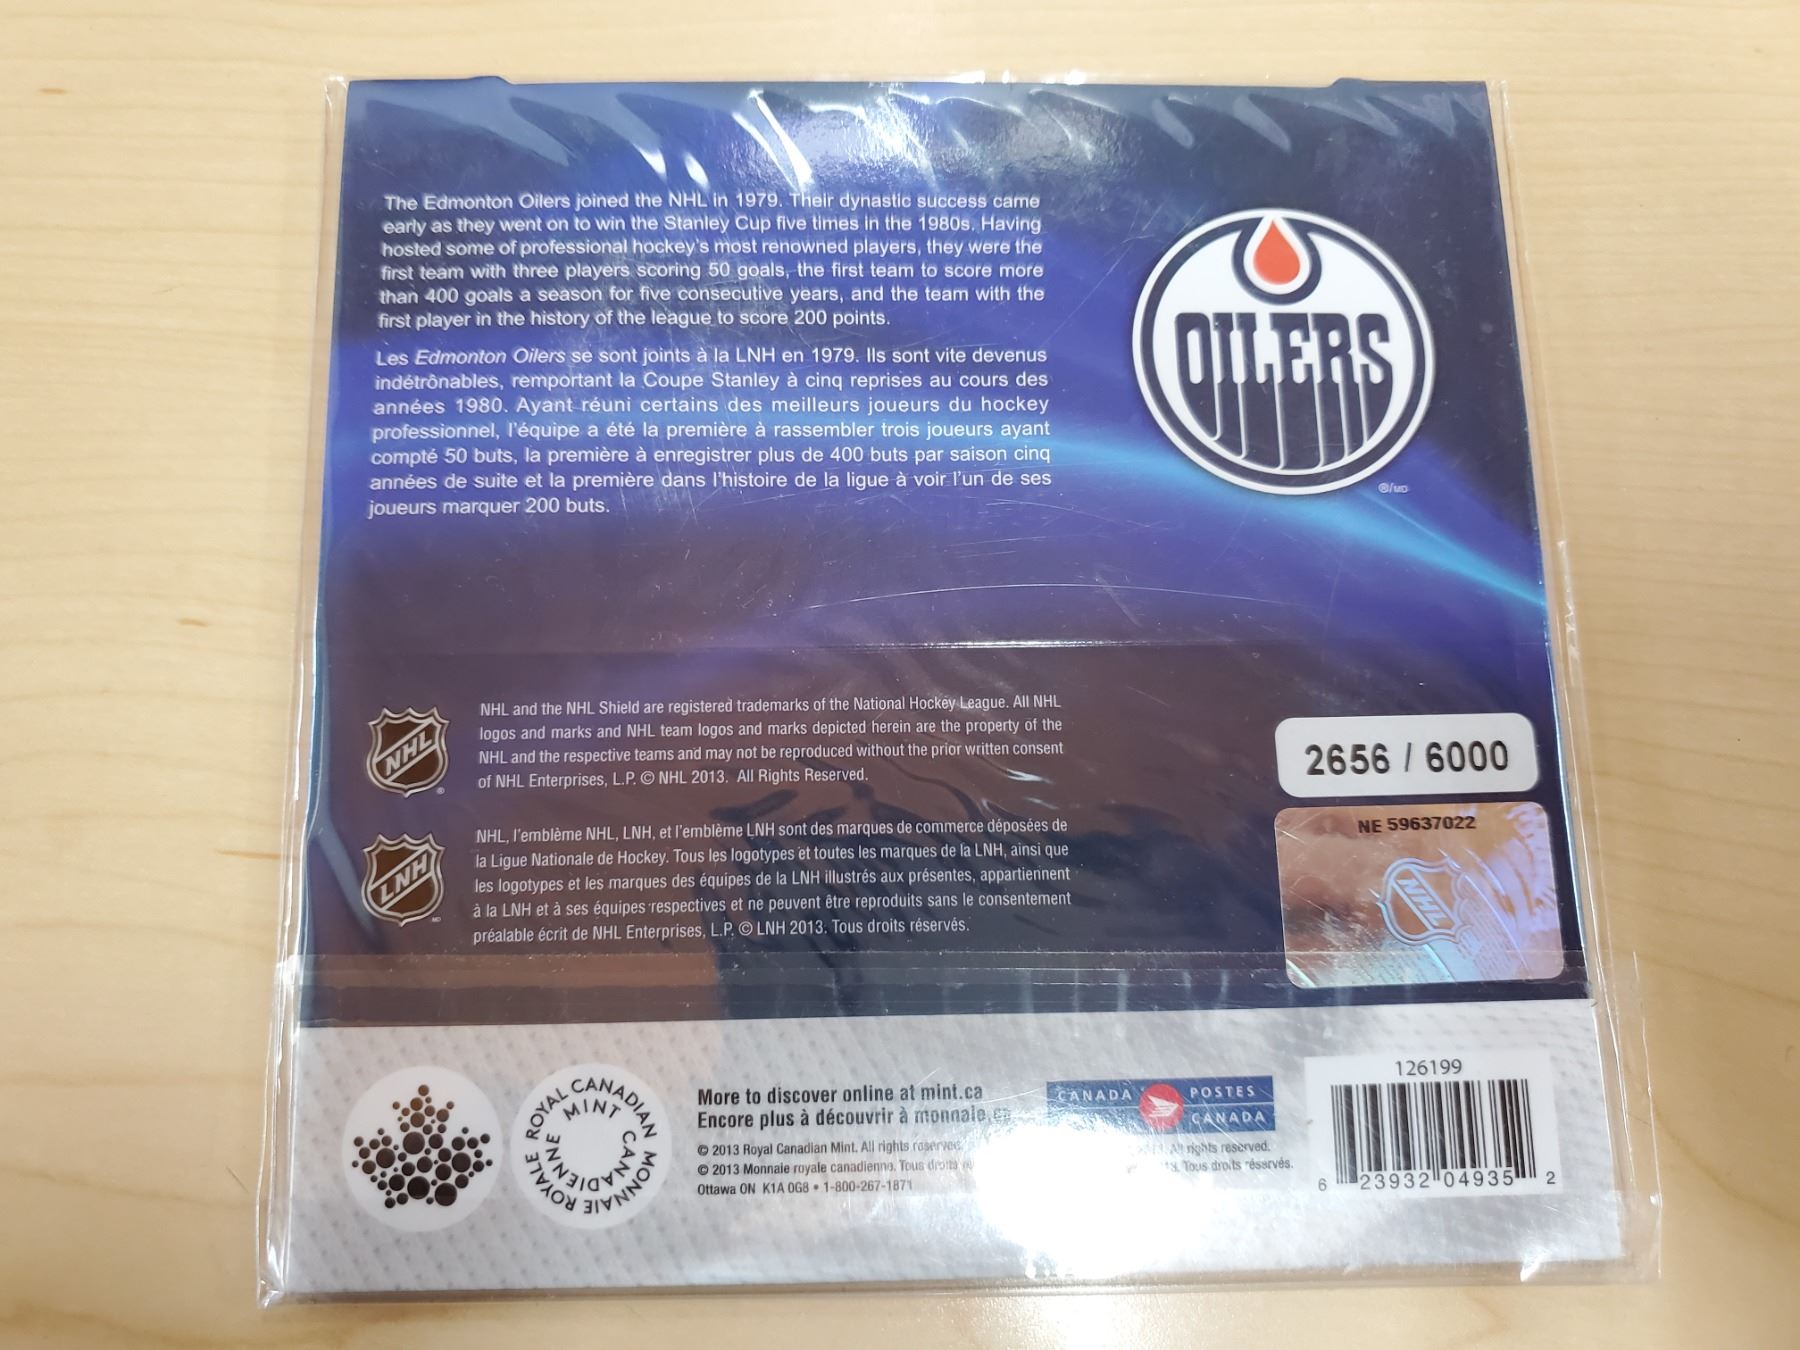 The Edmonton Oilers joined the NHL in 1979. Their dynastic success came
early as they went on to win the Stanley Cup five times in the 1980s. Having
hosted some of professional hockey's most renowned players, they were the
first team with three players scoring 50 goals, the first team to score more
than 400 goals a season for five consecutive years, and the team with the
first player in the history of the league to score 200 points.
Les Edmonton Oilers se sont joints à la LNH en 1979. Ils sont vite devenus
indétrônables, remportant la Coupe Stanley à cinq reprises au cours des
années 1980. Ayant réuni certains des meilleurs joueurs du hockey
professionnel, l'équipe a été la première à rassembler trois joueurs ayant
compté 50 buts, la première à enregistrer plus de 400 buts par saison cinq
années de suite et la première dans l'histoire de la ligue à voir l'un de ses
joueurs marquer 200 buts.
OILERS
®/MD
NHL
®
NHL and the NHL Shield are registered trademarks of the National Hockey League. All NHL
logos and marks and NHL team logos and marks depicted herein are the property of the
NHL and the respective teams and may not be reproduced without the prior written consent
of NHL Enterprises, L.P. © NHL 2013. All Rights Reserved.
LNH
MD
NHL, l'emblème NHL, LNH, et l'emblème LNH sont des marques de commerce déposées de
la Ligue Nationale de Hockey. Tous les logotypes et toutes les marques de la LNH, ainsi que
les logotypes et les marques des équipes de la LNH illustrés aux présentes, appartiennent
à la LNH et à ses équipes respectives et ne peuvent être reproduits sans le consentement
préalable écrit de NHL Enterprises, L.P. © LNH 2013. Tous droits réservés.
2656 / 6000
NE 59637022
NHL
ROYAL CANADIAN MINT
MONNAIE ROYALE CANADIENNE
More to discover online at mint.ca
Encore plus à découvrir à monnaie.ca
© 2013 Royal Canadian Mint. All rights reserved.
© 2013 Monnaie royale canadienne. Tous droits
Ottawa ON K1A 0G8 • 1-800-267-1871
CANADA POSTES
CANADA
All rights reserved.
Tous droits réservés.
126199
6 23932 04935 2